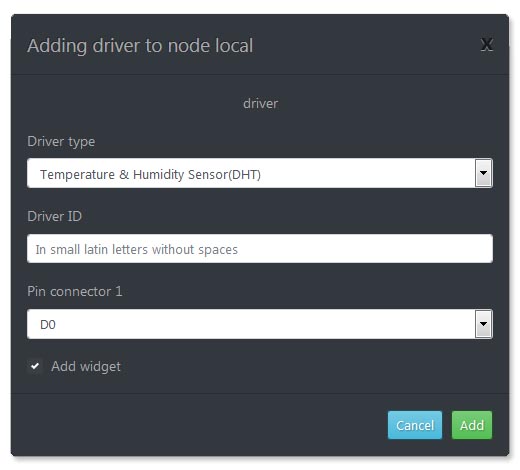 Adding driver to node local
X
driver
Driver type
Temperature & Humidity Sensor(DHT)
Driver ID
In small latin letters without spaces
Pin connector 1
D0
Add widget
Cancel Add